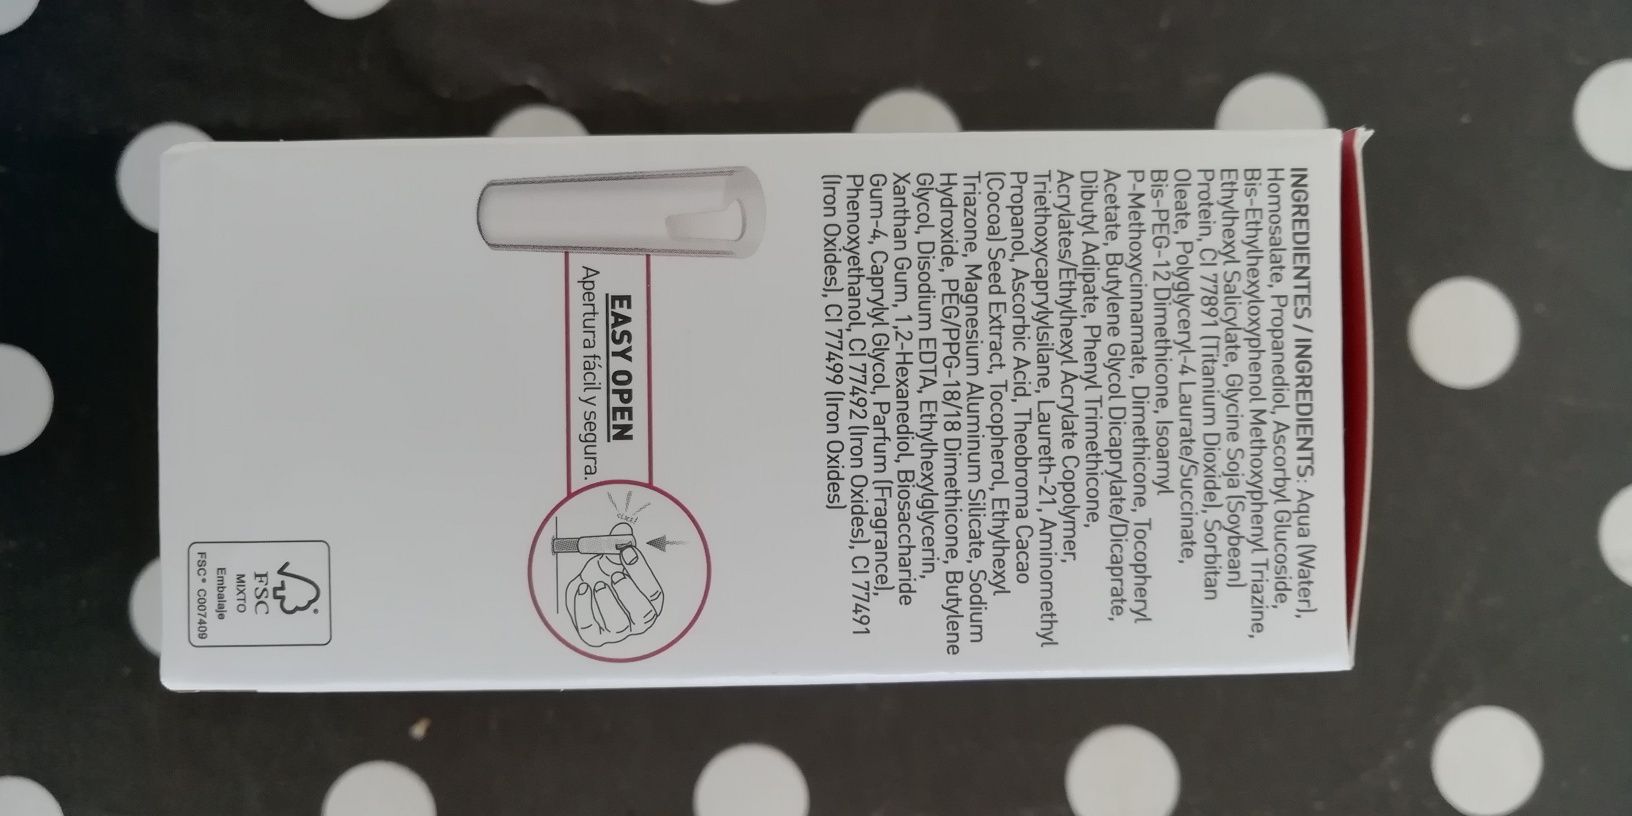 INGREDIENTES / INGREDIENTS: Aqua (Water),
Homosalate, Propanediol, Ascorbyl Glucoside,
Bis-Ethylhexyloxyphenol Methoxyphenyl Triazine,
Ethylhexyl Salicylate, Glycine Soja (Soybean)
Protein, CI 77891 (Titanium Dioxide), Sorbitan
Oleate, Polyglyceryl-4 Laurate/Succinate,
Bis-PEG-12 Dimethicone, Isoamyl
P-Methoxycinnamate, Dimethicone, Tocopheryl
Acetate, Butylene Glycol Dicaprylate/Dicaprate,
Dibutyl Adipate, Phenyl Trimethicone,
Acrylates/Ethylhexyl Acrylate Copolymer,
Triethoxycaprylylsilane, Laureth-21, Aminomethyl
Propanol, Ascorbic Acid, Theobroma Cacao
(Cocoa) Seed Extract, Tocopherol, Ethylhexyl
Triazone, Magnesium Aluminum Silicate, Sodium
Hydroxide, PEG/PPG-18/18 Dimethicone, Butylene
Glycol, Disodium EDTA, Ethylhexylglycerin,
Xanthan Gum, 1,2-Hexanediol, Biosaccharide
Gum-4, Caprylyl Glycol, Parfum (Fragrance),
Phenoxyethanol, CI 77492 (Iron Oxides), CI 77491
(Iron Oxides), CI 77499 (Iron Oxides)
EASY OPEN
Apertura fácil y segura.
CLICK!
FSC
MIXTO
Embalaje
FSC® C007409